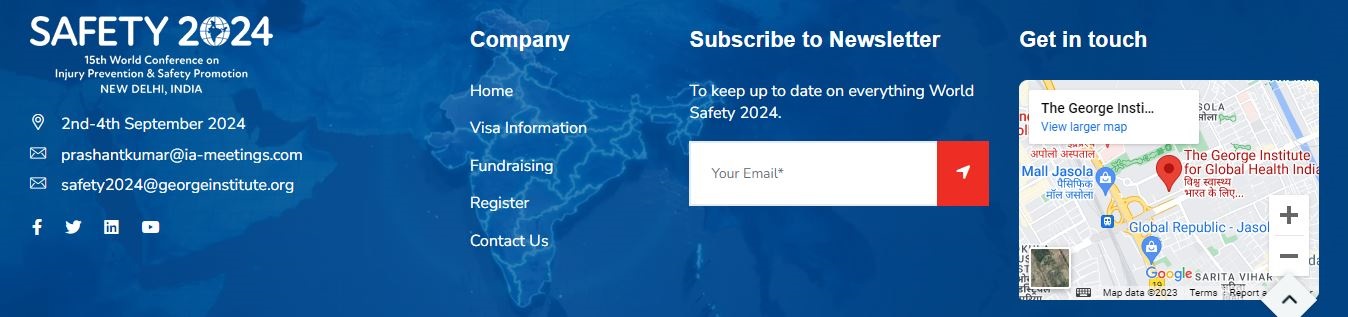 SAFETY 2024
15th World Conference on
Injury Prevention & Safety Promotion
NEW DELHI, INDIA
2nd-4th September 2024
prashantkumar@ia-meetings.com
safety2024@georgeinstitute.org
Company
Home
Visa Information
Fundraising
Register
Contact Us
Subscribe to Newsletter
To keep up to date on everything World
Safety 2024.
Your Email*
Get in touch
The George Insti...
View larger map
SOLA
सोला
अपोलो अस्पताल
Mall Jasola
पैसिफिक
मॉल जसोला
The George Institute
for Global Health India
विश्व स्वास्थ्य
भारत के लिए...
Global Republic - Jasol
Google
SARITA VIHAR
19
Map data ©2023
Terms
Report a